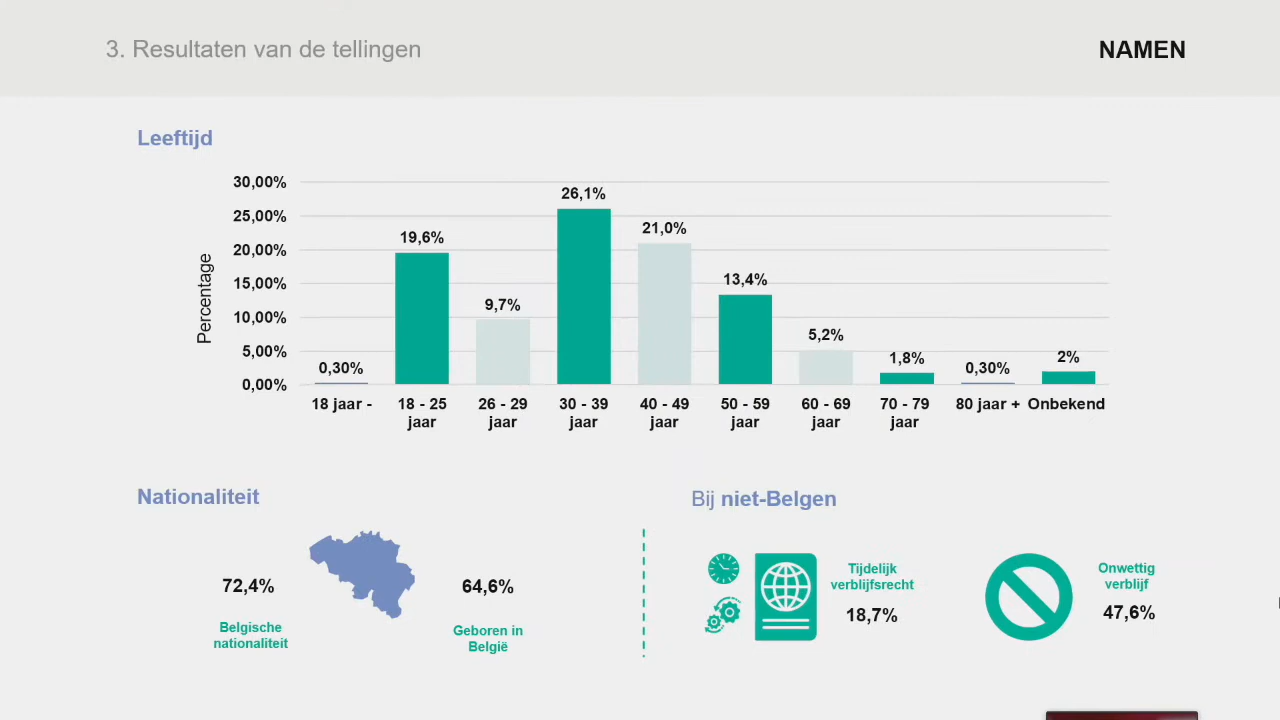 3. Resultaten van de tellingen
NAMEN
Leeftijd
Percentage
30,00%
25,00%
20,00%
15,00%
10,00%
5,00%
0,00%
0,30%
19,6%
9,7%
26,1%
21,0%
13,4%
5,2%
1,8%
0,30%
2%
18 jaar -
18 - 25
jaar
26 - 29
jaar
30 - 39
jaar
40 - 49
jaar
50 - 59
jaar
60 - 69
jaar
70 - 79
jaar
80 jaar +
Onbekend
Nationaliteit
72,4%
Belgische
nationaliteit
64,6%
Geboren in
België
Bij niet-Belgen
Tijdelijk
verblijfsrecht
18,7%
Onwettig
verblijf
47,6%